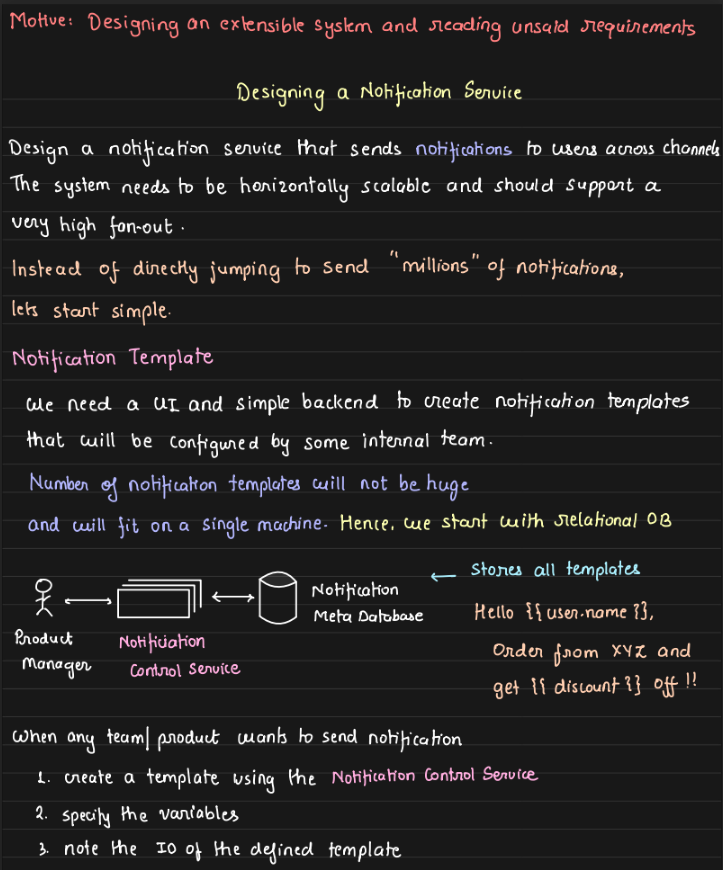 Motive: Designing an extensible system and reading unsaid requirements
Designing a Notification Service
Design a notification service that sends notifications to users across channels
The system needs to be horizontally scalable and should support a
very high fan-out.
Instead of directly jumping to send "millions" of notifications,
lets start simple.
Notification Template
We need a UI and simple backend to create notification templates
that will be configured by some internal team.
Number of notification templates will not be huge
and will fit on a single machine. Hence, we start with relational DB
← Stores all templates
Notification
Meta Database
Hello {{user.name}},
Order from XYZ and
get {{discount}} off!!
Product
Manager
Notification
Control Service
When any team/product wants to send notification
1. create a template using the Notification Control Service
2. specify the variables
3. note the ID of the defined template